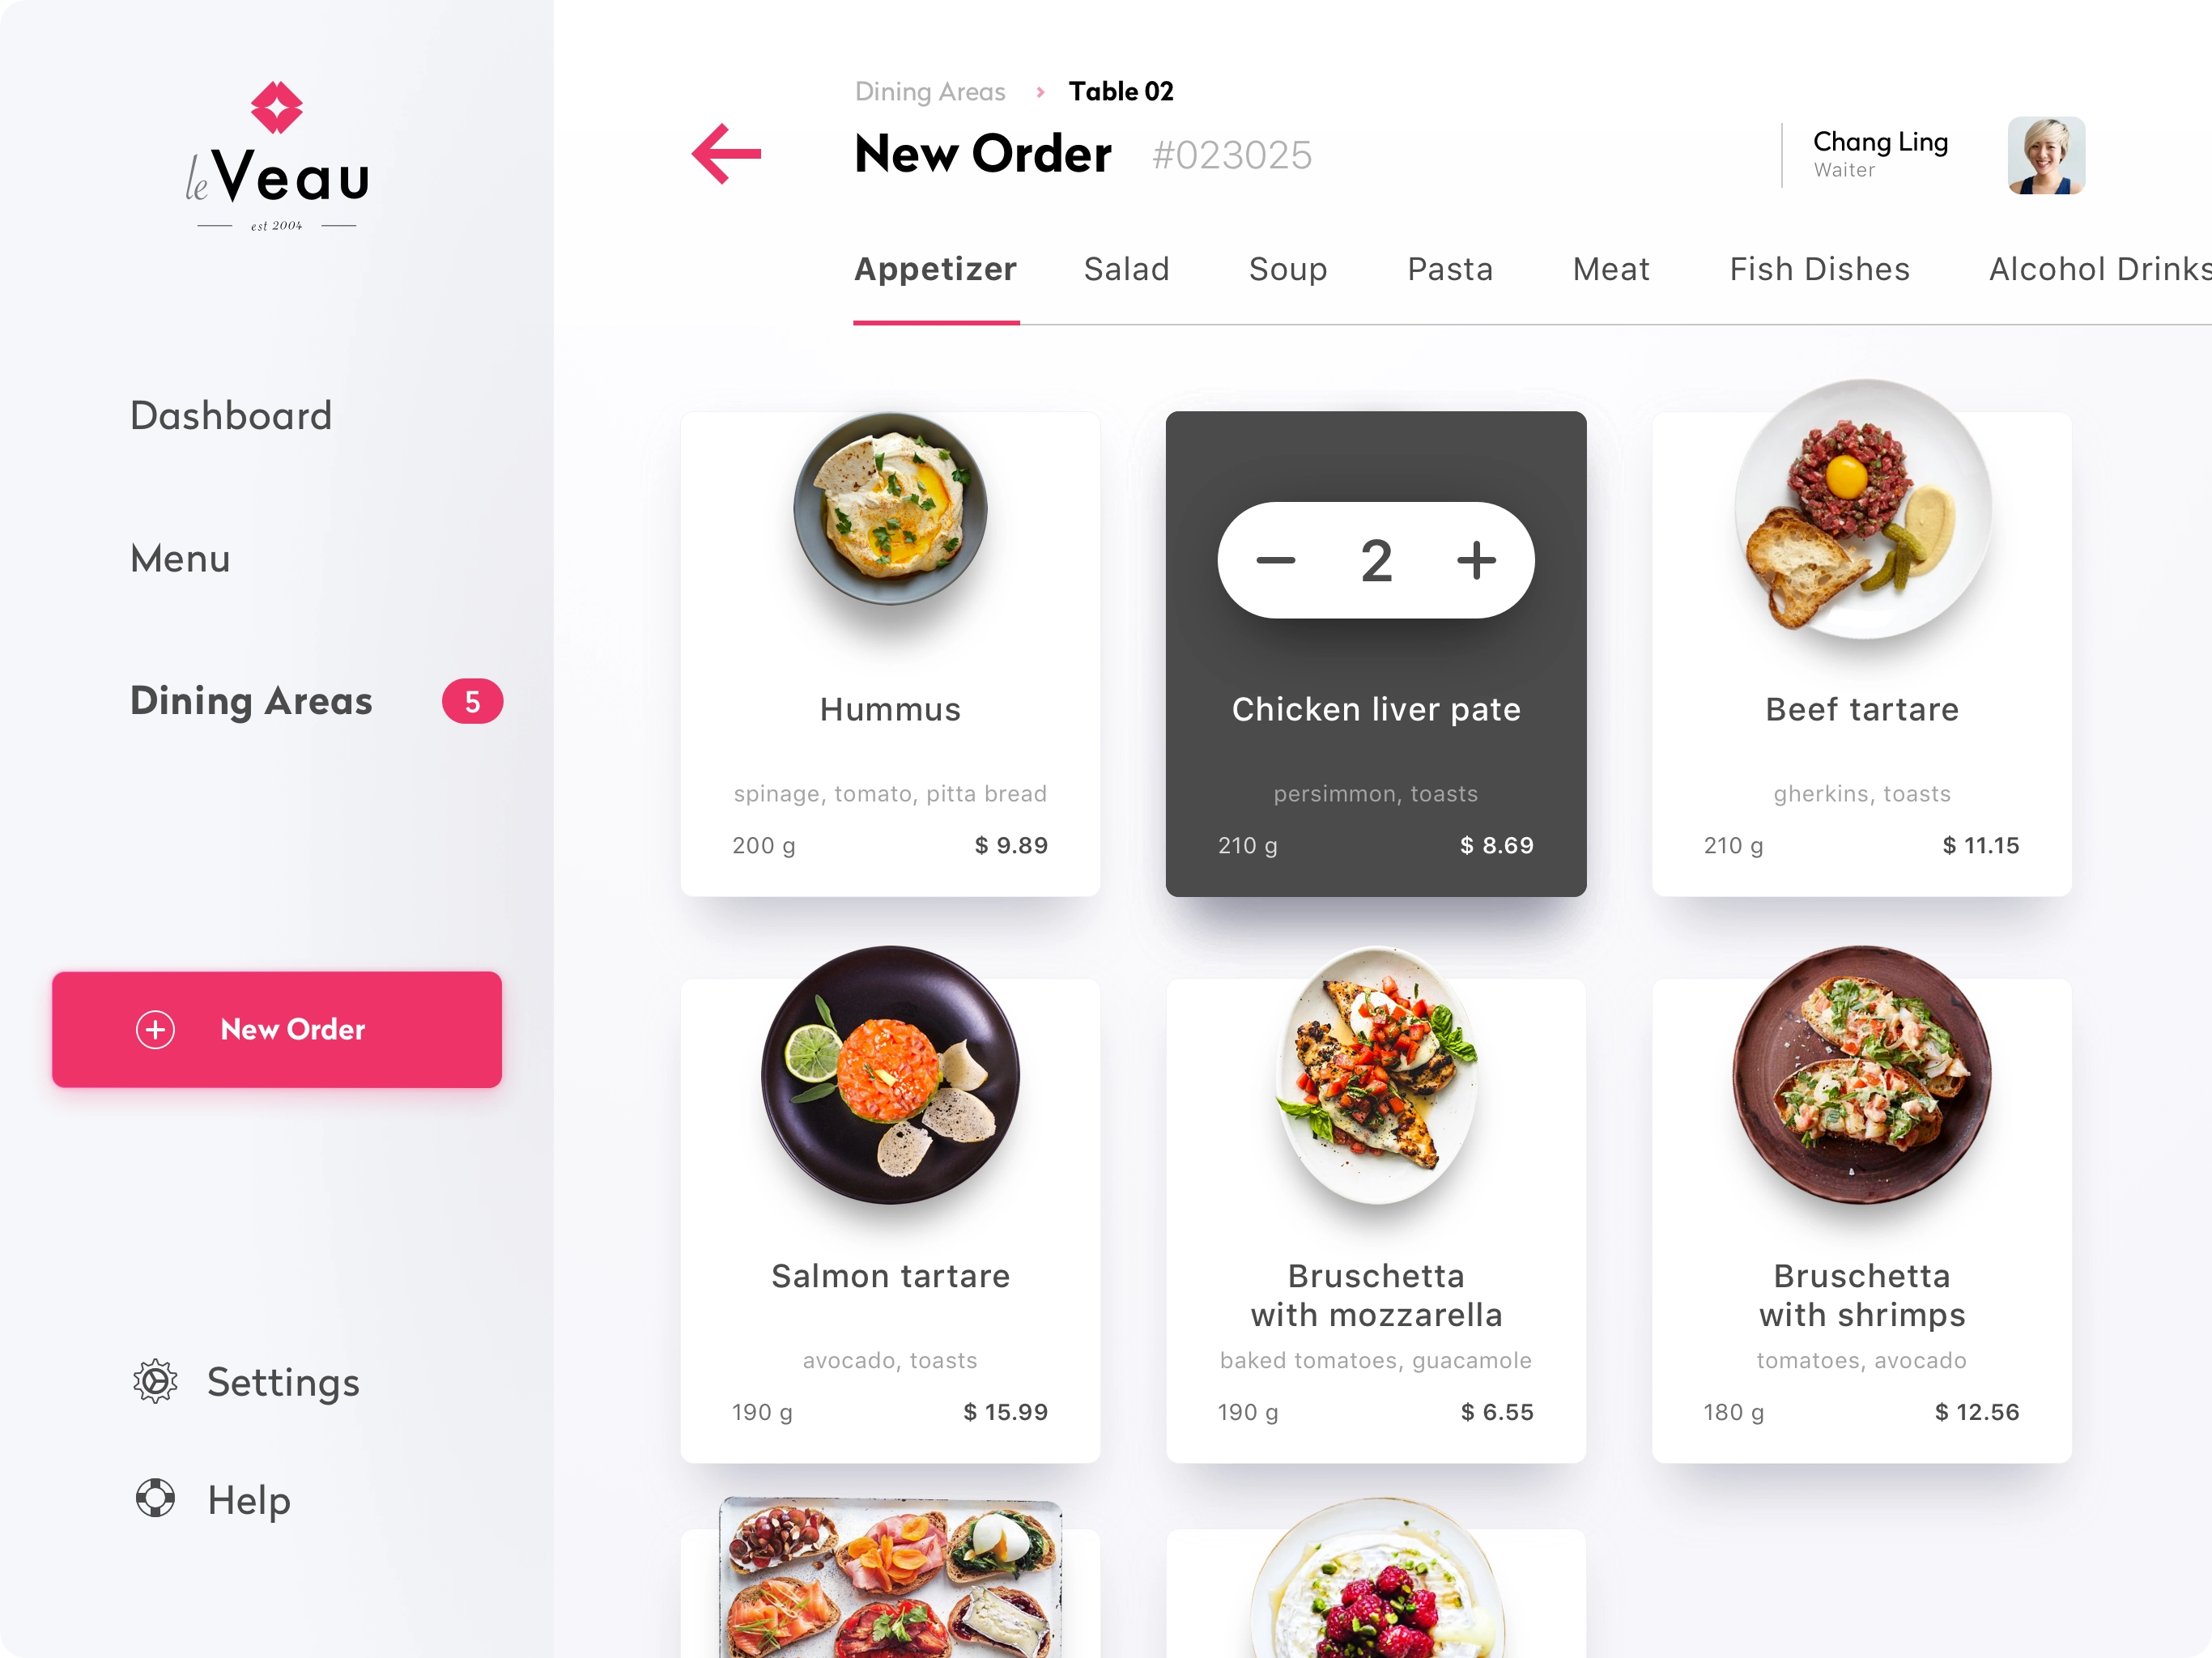 le Veau
est 2004
Dashboard
Menu
Dining Areas
5
New Order
Settings
Help
Dining Areas › Table 02
New Order #023025
Chang Ling
Waiter
Appetizer Salad Soup Pasta Meat Fish Dishes Alcohol Drinks
Hummus
spinage, tomato, pitta bread
200 g $ 9.89
2
Chicken liver pate
persimmon, toasts
210 g $ 8.69
Beef tartare
gherkins, toasts
210 g $ 11.15
Salmon tartare
avocado, toasts
190 g $ 15.99
Bruschetta
with mozzarella
baked tomatoes, guacamole
190 g $ 6.55
Bruschetta
with shrimps
tomatoes, avocado
180 g $ 12.56